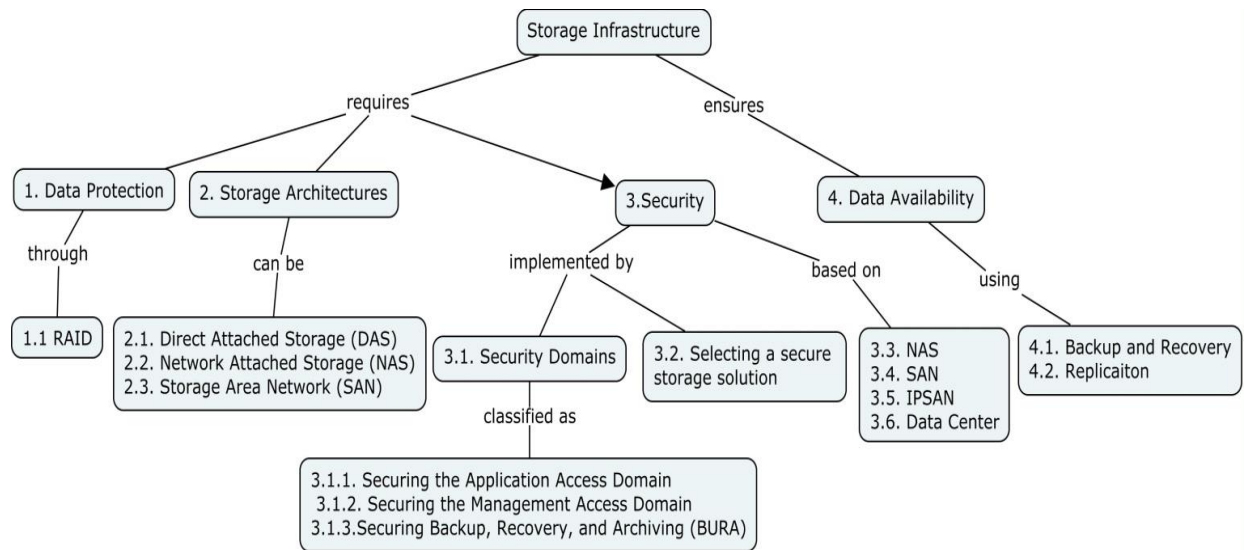 Storage Infrastructure
requires
ensures
1. Data Protection
2. Storage Architectures
3.Security
4. Data Availability
through
can be
implemented by
based on
using
1.1 RAID
2.1. Direct Attached Storage (DAS)
2.2. Network Attached Storage (NAS)
2.3. Storage Area Network (SAN)
3.1. Security Domains
3.2. Selecting a secure
storage solution
3.3. NAS
3.4. SAN
3.5. IPSAN
3.6. Data Center
4.1. Backup and Recovery
4.2. Replicaiton
classified as
3.1.1. Securing the Application Access Domain
3.1.2. Securing the Management Access Domain
3.1.3.Securing Backup, Recovery, and Archiving (BURA)